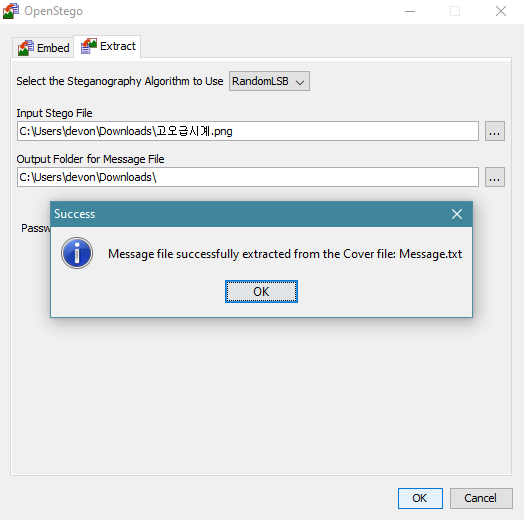 OpenStego
Embed
Extract
Select the Steganography Algorithm to Use
RandomLSB
Input Stego File
C:\Users\devon\Downloads\고오급시계.png
...
Output Folder for Message File
C:\Users\devon\Downloads\
...
Success
Message file successfully extracted from the Cover file: Message.txt
OK
OK
Cancel